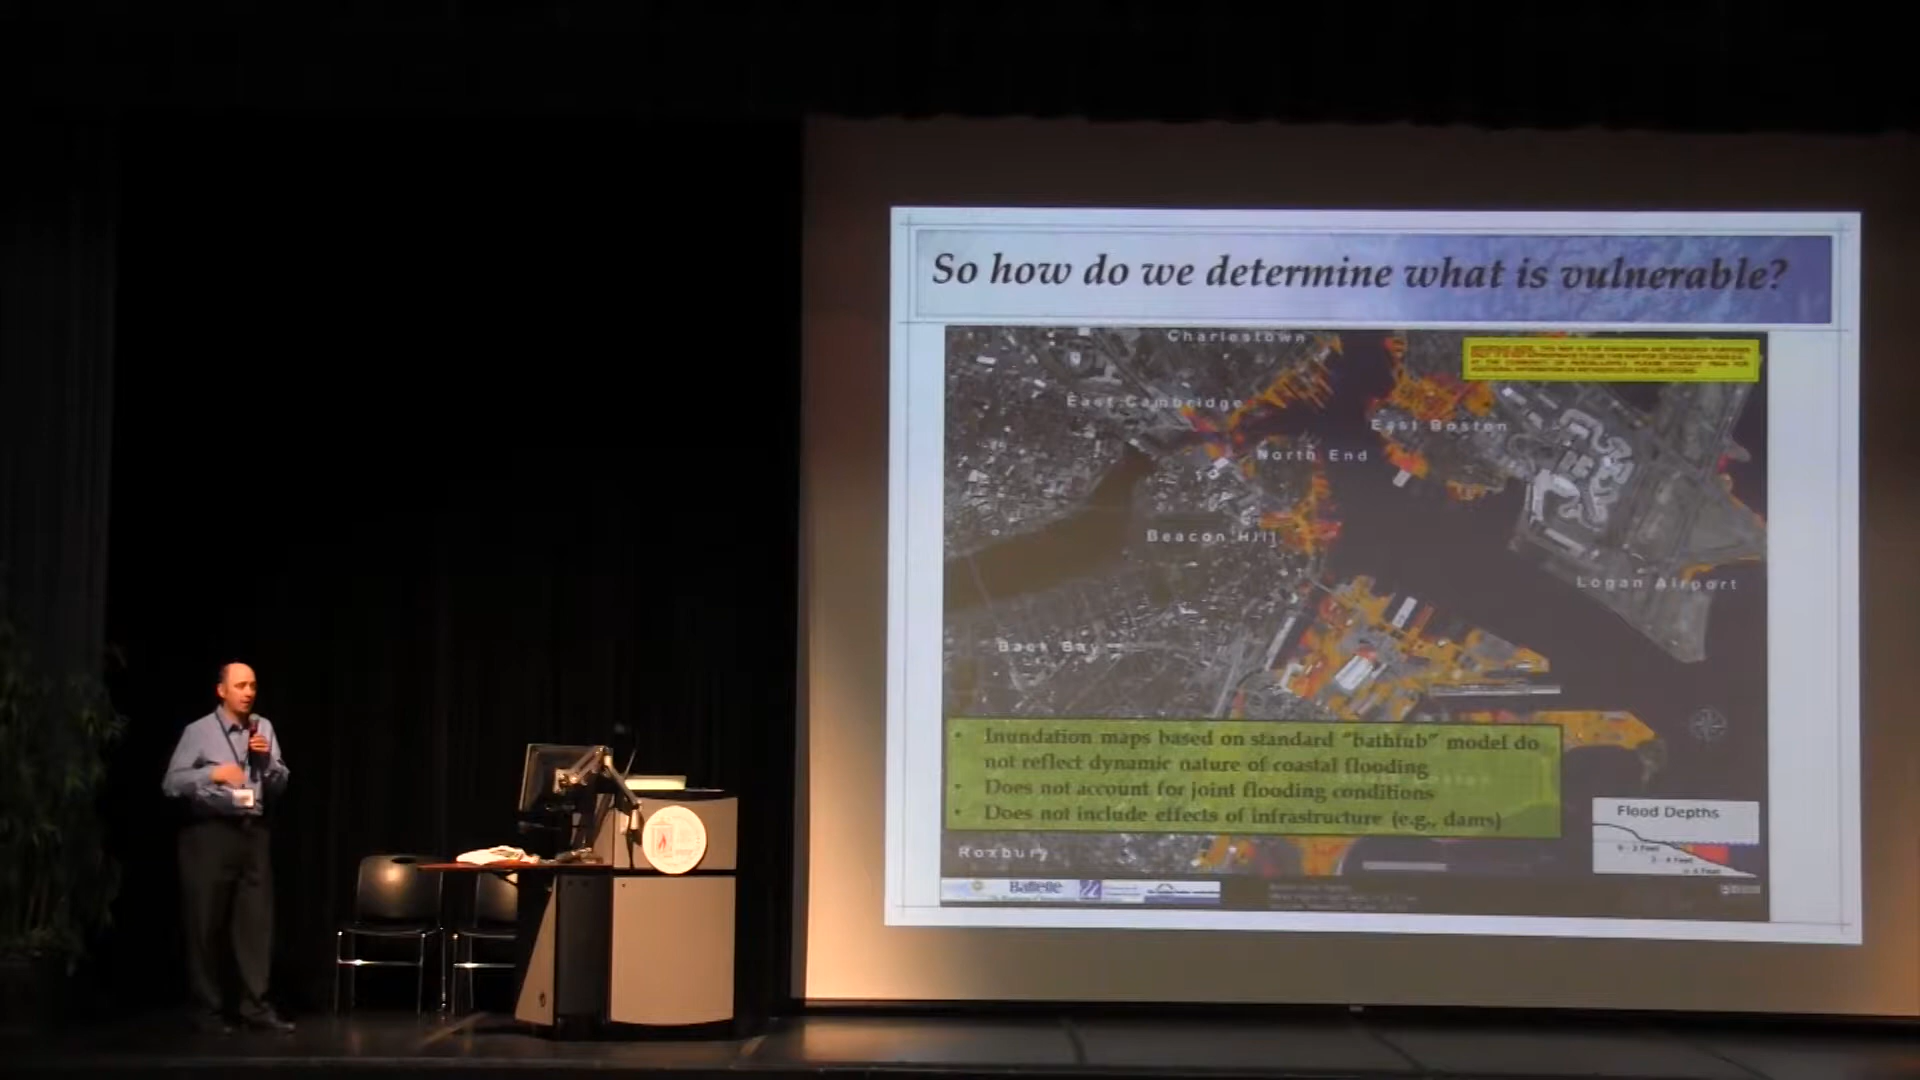 So how do we determine what is vulnerable?
Charlestown
East Cambridge
East Boston
North End
Beacon Hill
Logan Airport
Back Bay
• Inundation maps based on standard "bathtub" model do
not reflect dynamic nature of coastal flooding
• Does not account for joint flooding conditions
• Does not include effects of infrastructure (e.g., dams)
Flood Depths
Roxbury
Battelle